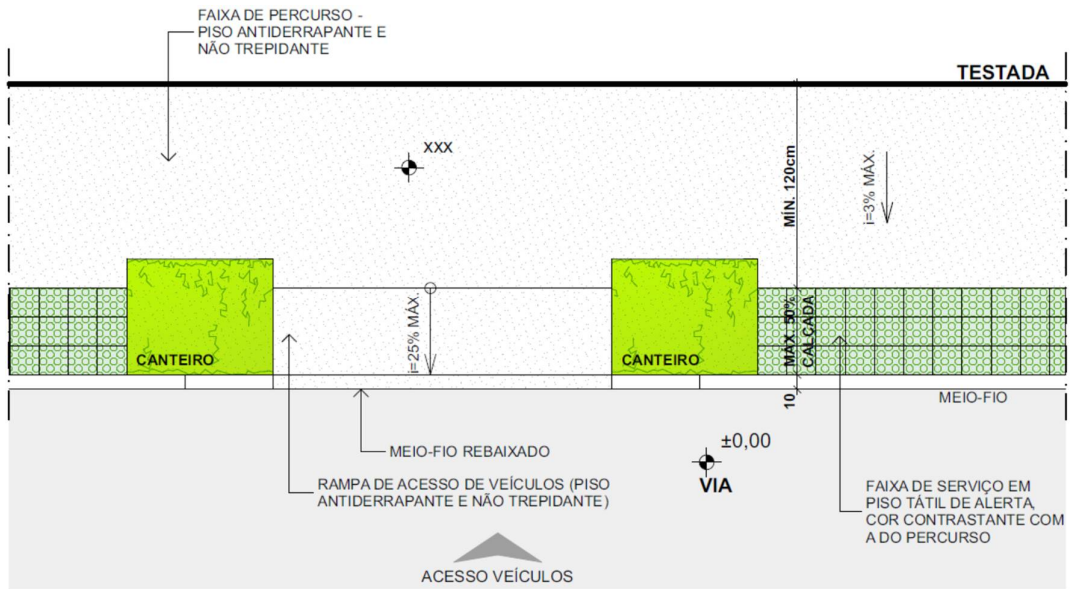 FAIXA DE PERCURSO -
PISO ANTIDERRAPANTE E
NÃO TREPIDANTE
TESTADA
XXX
MÍN. 120cm
i=3% MÁX.
i=25% MÁX.
CANTEIRO
CANTEIRO
MÁX. 50%
CALÇADA
10
MEIO-FIO
MEIO-FIO REBAIXADO
RAMPA DE ACESSO DE VEÍCULOS (PISO
ANTIDERRAPANTE E NÃO TREPIDANTE)
±0,00
VIA
FAIXA DE SERVIÇO EM
PISO TÁTIL DE ALERTA,
COR CONTRASTANTE COM
A DO PERCURSO
ACESSO VEÍCULOS